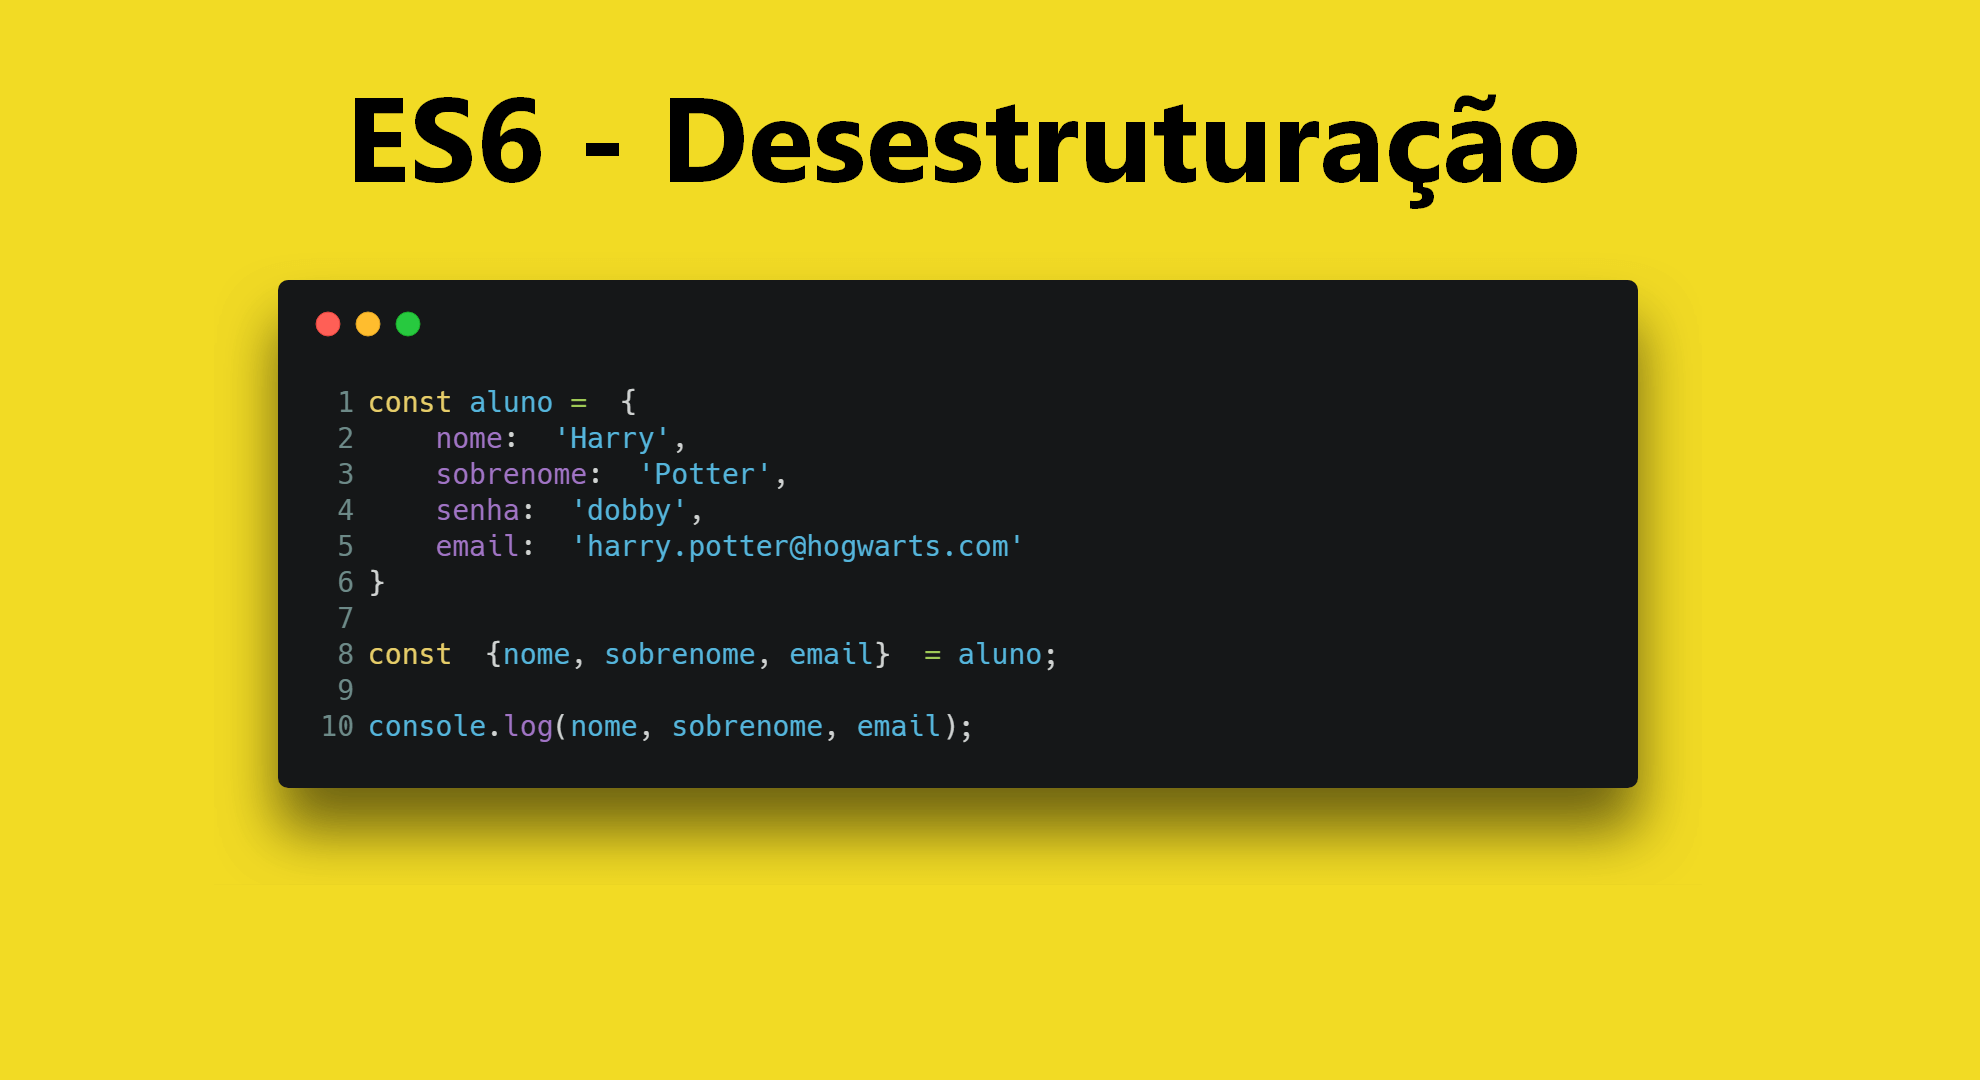 ES6 - Desestruturação
1 const aluno =  {
2     nome:  'Harry',
3     sobrenome:  'Potter',
4     senha:  'dobby',
5     email:  'harry.potter@hogwarts.com'
6 }
7
8 const  {nome, sobrenome, email}  = aluno;
9
10 console.log(nome, sobrenome, email);